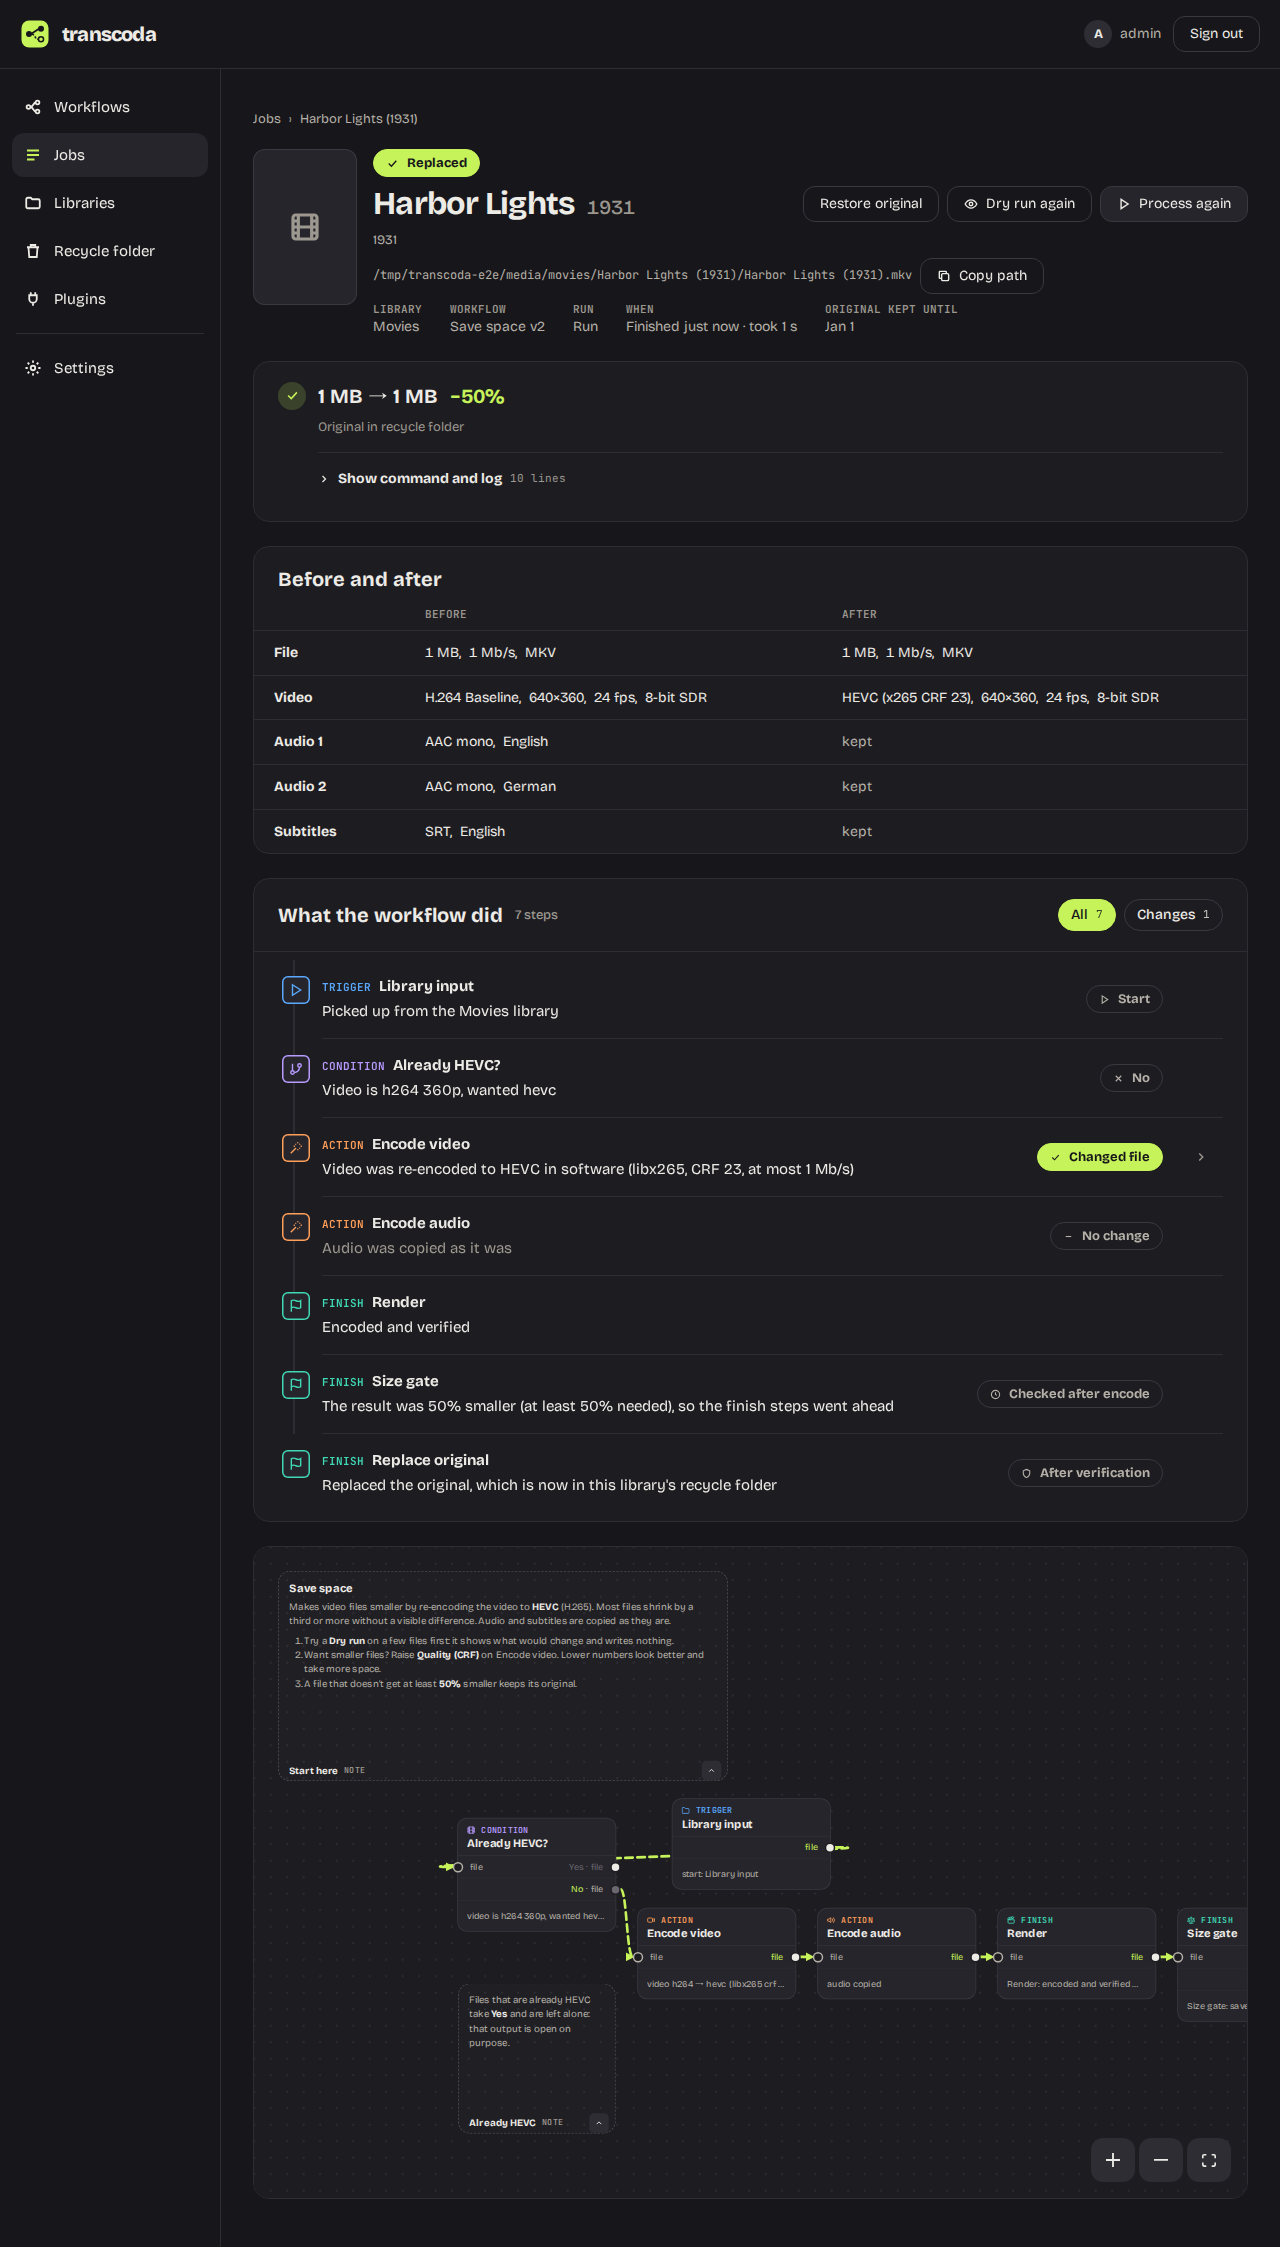 transcoda
A admin Sign out
Workflows
Jobs
Libraries
Recycle folder
Plugins
Settings
Jobs › Harbor Lights (1931)
Replaced
Harbor Lights 1931
Restore original Dry run again Process again
1931
/tmp/transcoda-e2e/media/movies/Harbor Lights (1931)/Harbor Lights (1931).mkv Copy path
LIBRARY WORKFLOW RUN WHEN ORIGINAL KEPT UNTIL
Movies Save space v2 Run Finished just now · took 1 s Jan 1
1 MB → 1 MB −50%
Original in recycle folder
Show command and log 10 lines
Before and after
BEFORE AFTER
File 1 MB, 1 Mb/s, MKV 1 MB, 1 Mb/s, MKV
Video H.264 Baseline, 640×360, 24 fps, 8-bit SDR HEVC (x265 CRF 23), 640×360, 24 fps, 8-bit SDR
Audio 1 AAC mono, English kept
Audio 2 AAC mono, German kept
Subtitles SRT, English kept
What the workflow did 7 steps All 7 Changes 1
TRIGGER Library input
Picked up from the Movies library
Start
CONDITION Already HEVC?
Video is h264 360p, wanted hevc
No
ACTION Encode video
Video was re-encoded to HEVC in software (libx265, CRF 23, at most 1 Mb/s)
Changed file
ACTION Encode audio
Audio was copied as it was
No change
FINISH Render
Encoded and verified
FINISH Size gate
The result was 50% smaller (at least 50% needed), so the finish steps went ahead
Checked after encode
FINISH Replace original
Replaced the original, which is now in this library's recycle folder
After verification
Save space
Makes video files smaller by re-encoding the video to HEVC (H.265). Most files shrink by a
third or more without a visible difference. Audio and subtitles are copied as they are.
1. Try a Dry run on a few files first: it shows what would change and writes nothing.
2. Want smaller files? Raise Quality (CRF) on Encode video. Lower numbers look better and
take more space.
3. A file that doesn't get at least 50% smaller keeps its original.
Start here NOTE
TRIGGER
Library input
file
start: Library input
CONDITION
Already HEVC?
file Yes · file
No · file
video is h264 360p, wanted hev...
ACTION
Encode video
file file
video h264 → hevc (libx265 crf ...
ACTION
Encode audio
file file
audio copied
FINISH
Render
file file
Render: encoded and verified ...
FINISH
Size gate
file
Size gate: save
Files that are already HEVC
take Yes and are left alone:
that output is open on
purpose.
Already HEVC NOTE